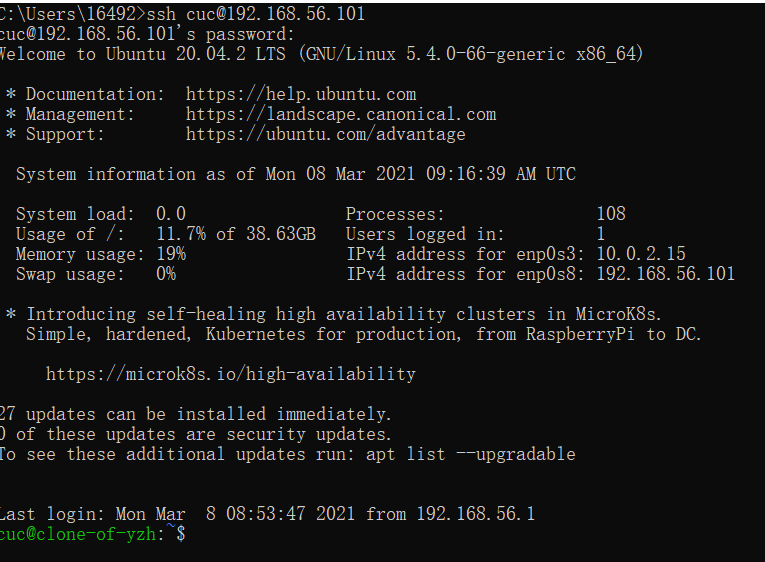 C:\Users\16492>ssh cuc@192.168.56.101
cuc@192.168.56.101's password:
Welcome to Ubuntu 20.04.2 LTS (GNU/Linux 5.4.0-66-generic x86_64)
* Documentation:  https://help.ubuntu.com
* Management:     https://landscape.canonical.com
* Support:        https://ubuntu.com/advantage
System information as of Mon 08 Mar 2021 09:16:39 AM UTC
System load:  0.0                Processes:               108
Usage of /:   11.7% of 38.63GB   Users logged in:         1
Memory usage: 19%                IPv4 address for enp0s3: 10.0.2.15
Swap usage:   0%                 IPv4 address for enp0s8: 192.168.56.101
* Introducing self-healing high availability clusters in MicroK8s.
Simple, hardened, Kubernetes for production, from RaspberryPi to DC.
https://microk8s.io/high-availability
27 updates can be installed immediately.
0 of these updates are security updates.
To see these additional updates run: apt list --upgradable
Last login: Mon Mar  8 08:53:47 2021 from 192.168.56.1
cuc@clone-of-yzh:~$